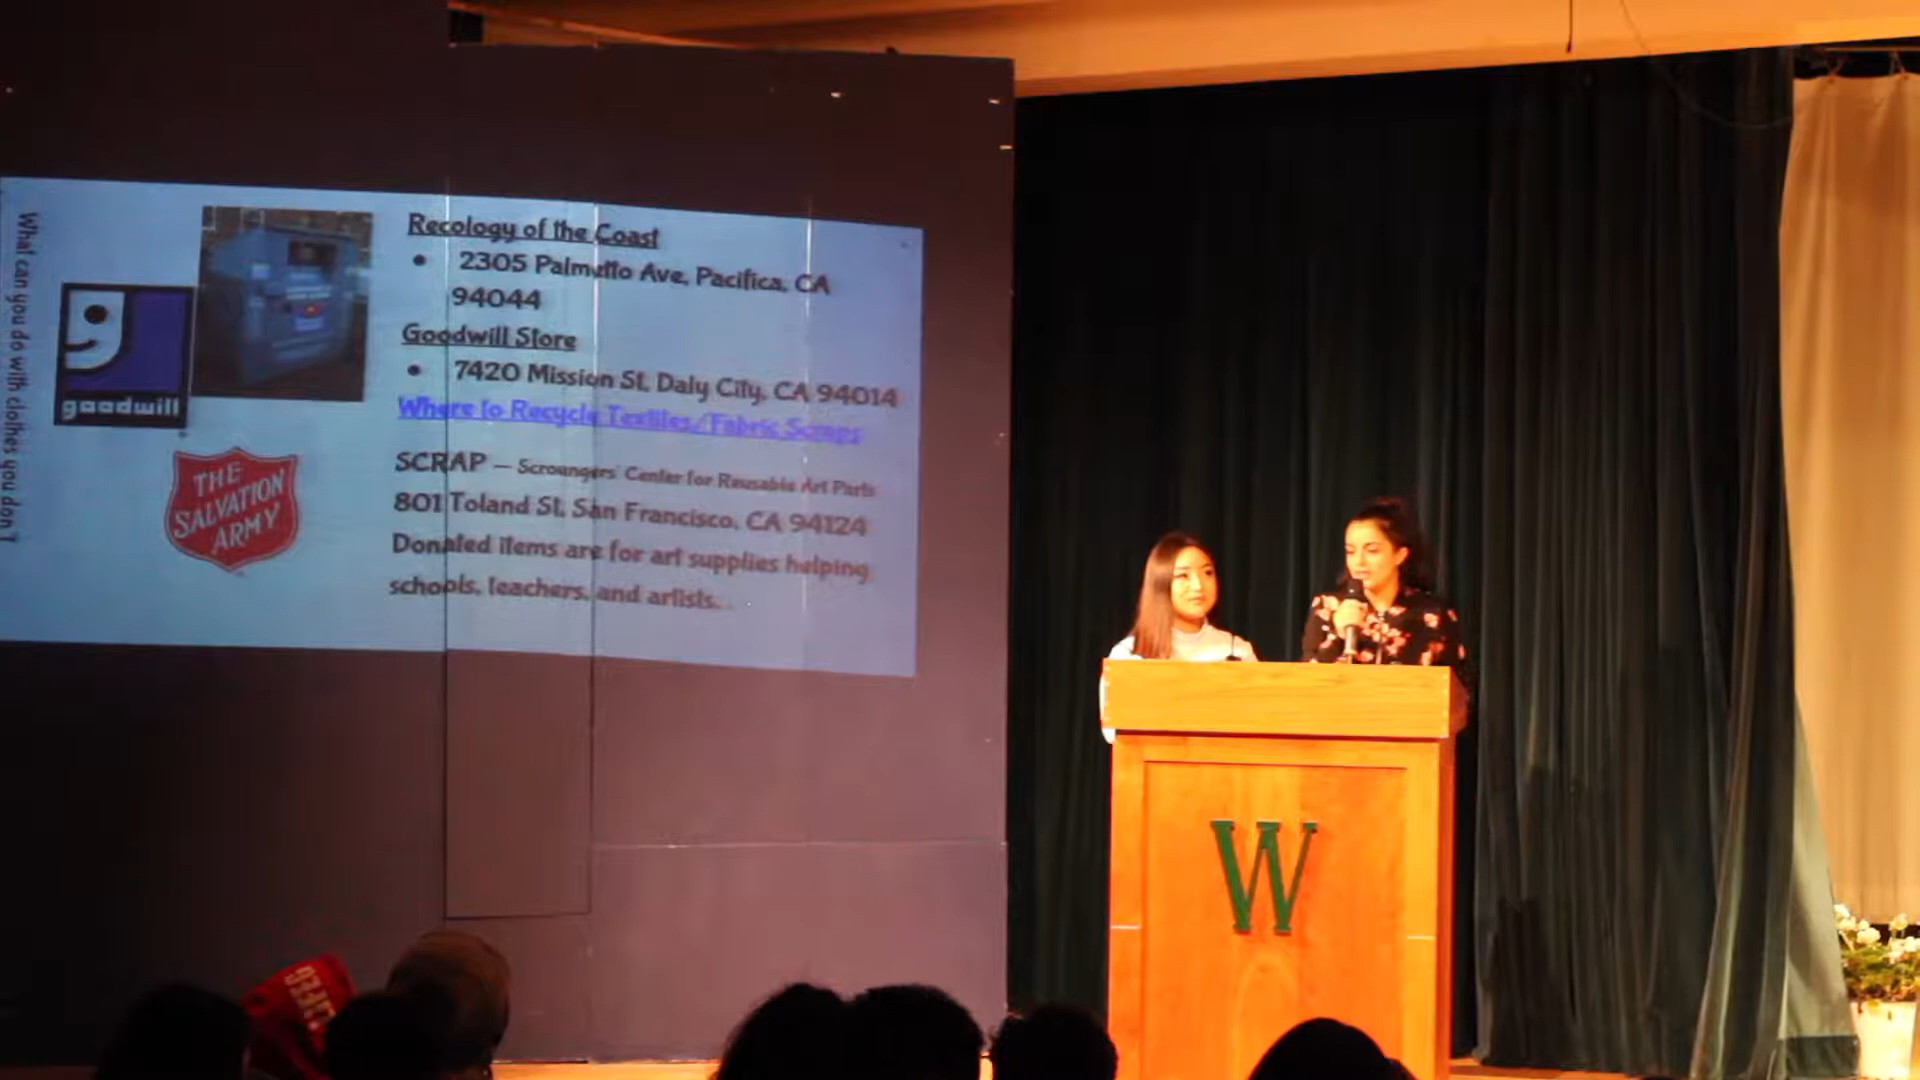 What can you do with clothes you don't
Recology of the Coast
• 2305 Palmetto Ave, Pacifica, CA
94044
Goodwill Store
• 7420 Mission St, Daly City, CA 94014
Where to Recycle Textiles/Fabric Scraps
SCRAP – Scroungers' Center for Reusable Art Parts
801 Toland St, San Francisco, CA 94124
Donated items are for art supplies helping
schools, teachers, and artists...
goodwill
THE
SALVATION
ARMY
W